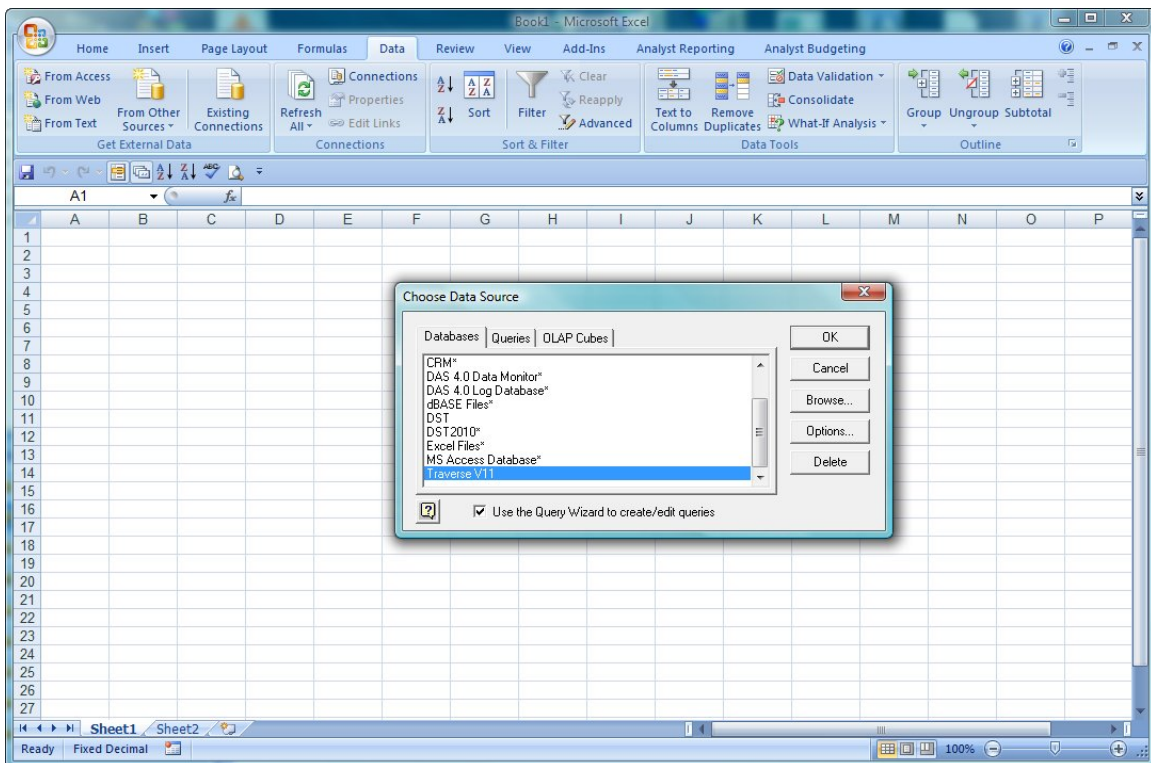 Book1 - Microsoft Excel
Home Insert Page Layout Formulas Data Review View Add-Ins Analyst Reporting Analyst Budgeting
From Access
From Web
From Text
From Other Sources
Existing Connections
Get External Data
Refresh All
Connections
Properties
Edit Links
Connections
Sort
Filter
Clear
Reapply
Advanced
Sort & Filter
Text to Columns
Remove Duplicates
Data Validation
Consolidate
What-If Analysis
Data Tools
Group Ungroup Subtotal
Outline
A1 fx
A B C D E F G H I J K L M N O P
1
2
3
4
5
6
7
8
9
10
11
12
13
14
15
16
17
18
19
20
21
22
23
24
25
26
27
Choose Data Source
Databases Queries OLAP Cubes
CRM*
DAS 4.0 Data Monitor*
DAS 4.0 Log Database*
dBASE Files*
DST
DST2010*
Excel Files*
MS Access Database*
Traverse V11
OK
Cancel
Browse...
Options...
Delete
Use the Query Wizard to create/edit queries
Sheet1 Sheet2
Ready Fixed Decimal 100%